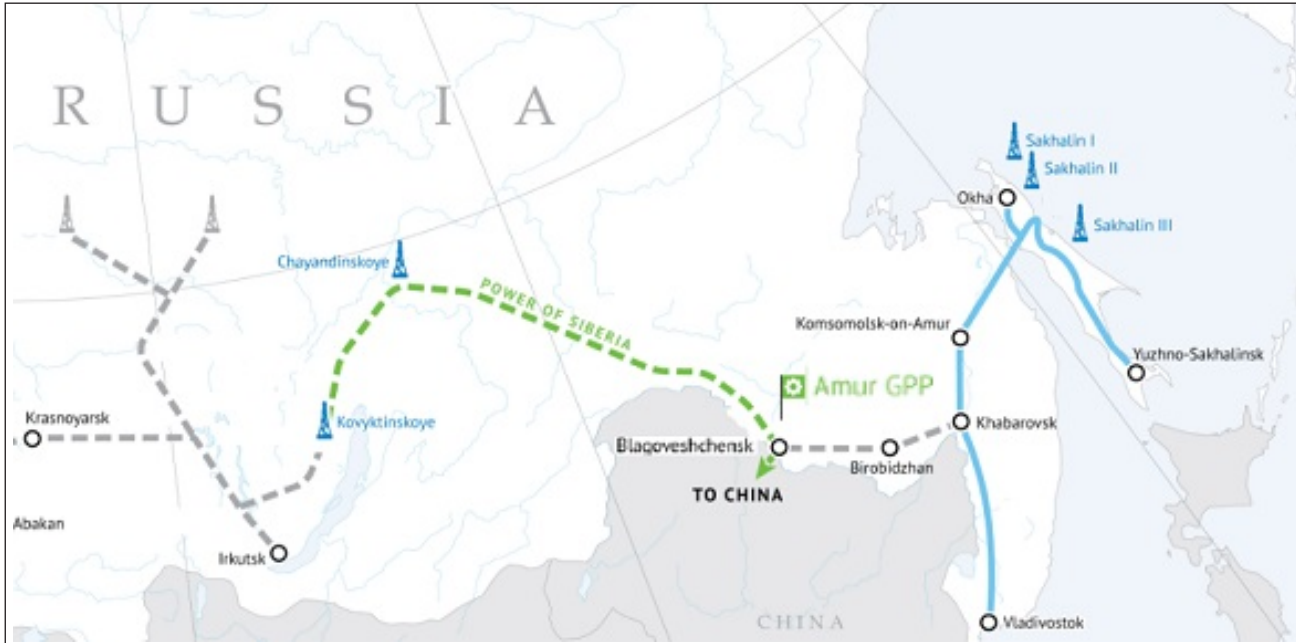 RUSSIA
Sakhalin I
Sakhalin II
Okha
Sakhalin III
Chayandinskoye
POWER OF SIBERIA
Komsomolsk-on-Amur
Yuzhno-Sakhalinsk
Amur GPP
Krasnoyarsk
Kovyktinskoye
Khabarovsk
Blagoveshchensk
Birobidzhan
TO CHINA
Abakan
Irkutsk
CHINA
Vladivostok